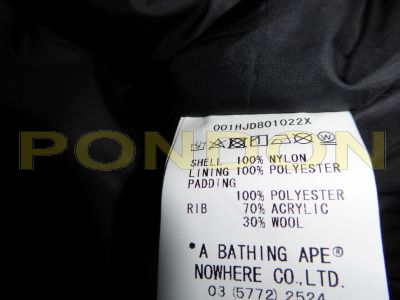 001HJD801022X
PONDON
SHELL 100% NYLON
LINING 100% POLYESTER
PADDING
100% POLYESTER
RIB 70% ACRYLIC
30% WOOL
"A BATHING APE®
NOWHERE CO.,LTD.
03 (5772) 2524